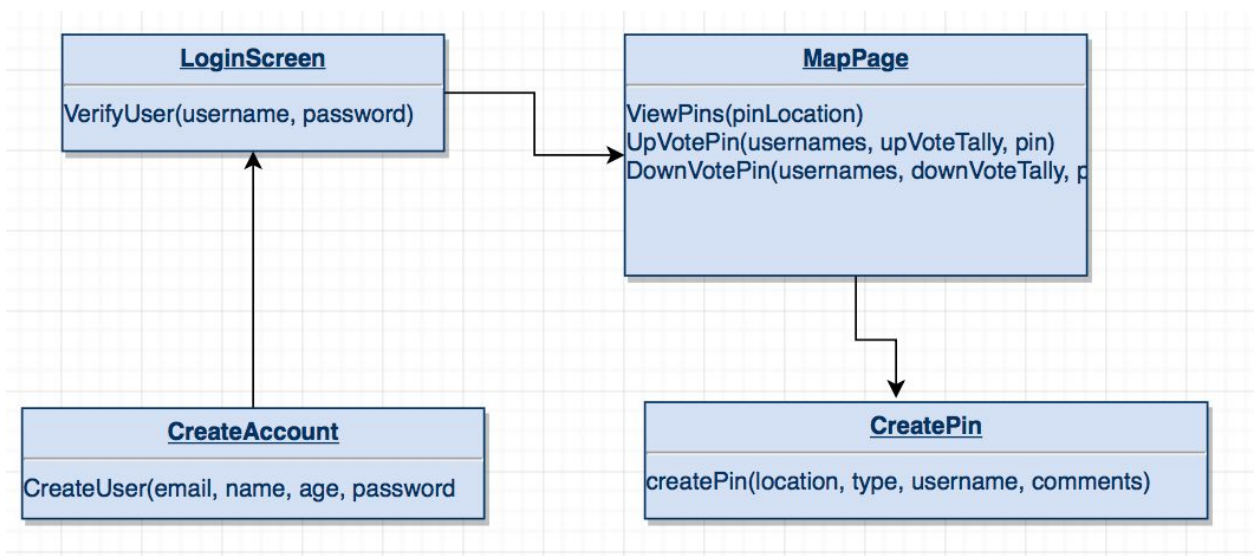 LoginScreen
VerifyUser(username, password)
MapPage
ViewPins(pinLocation)
UpVotePin(usernames, upVoteTally, pin)
DownVotePin(usernames, downVoteTally, p
CreateAccount
CreateUser(email, name, age, password
CreatePin
createPin(location, type, username, comments)